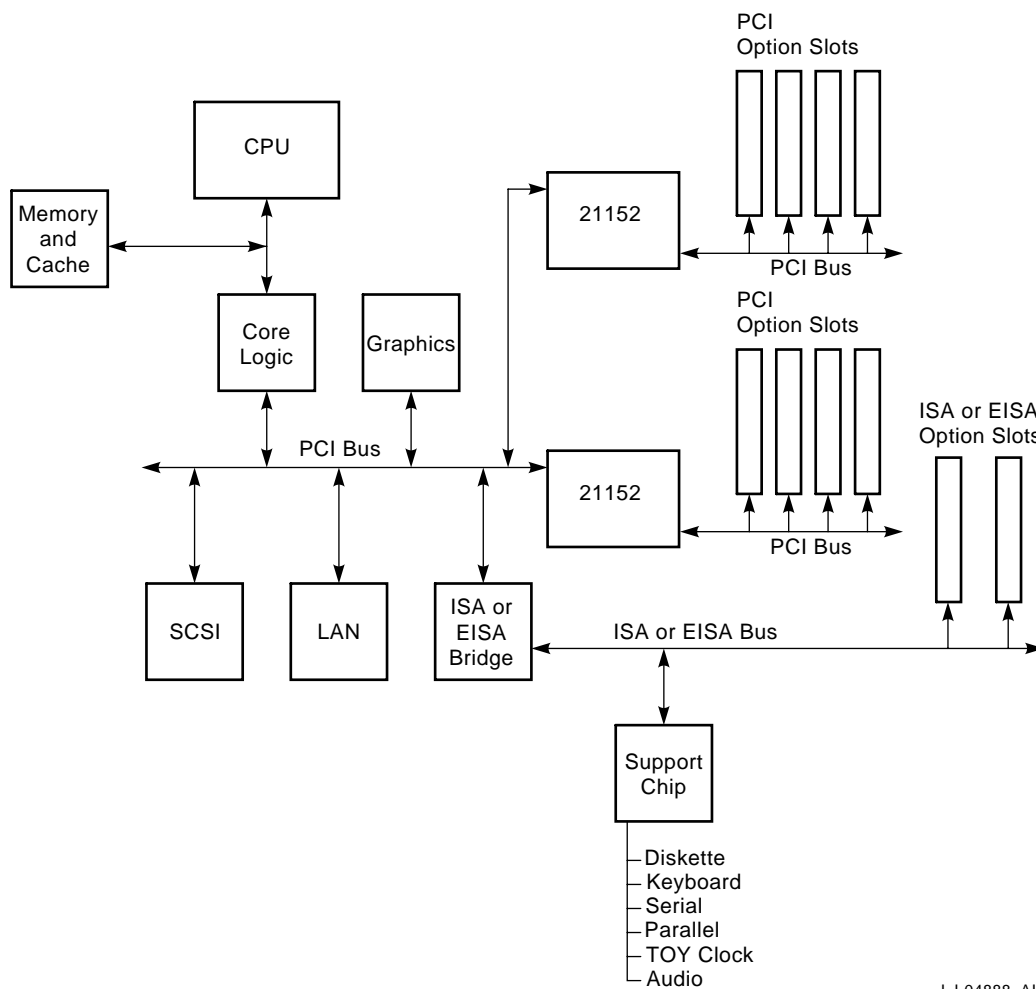 PCI
Option Slots
CPU
21152
Memory
and
Cache
PCI Bus
PCI
Option Slots
Core
Logic
Graphics
ISA or EISA
Option Slots
PCI Bus
21152
PCI Bus
SCSI
LAN
ISA or
EISA
Bridge
ISA or EISA Bus
Support
Chip
Diskette
Keyboard
Serial
Parallel
TOY Clock
Audio